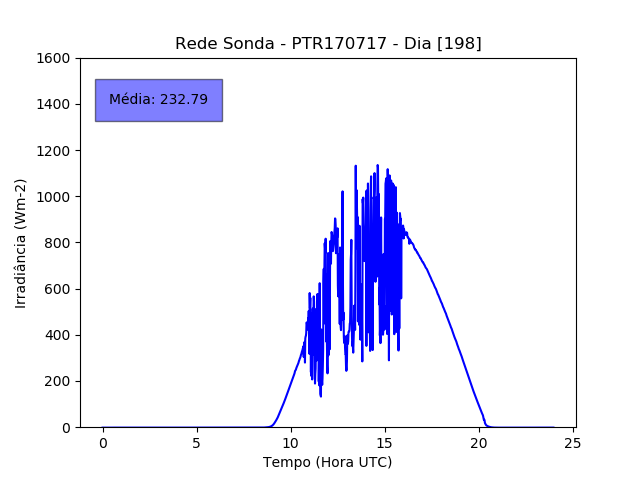 Rede Sonda - PTR170717 - Dia [198]
1600
Média: 232.79
1400
1200
1000
800
600
400
200
0
Irradiância (Wm-2)
0 5 10 15 20 25
Tempo (Hora UTC)